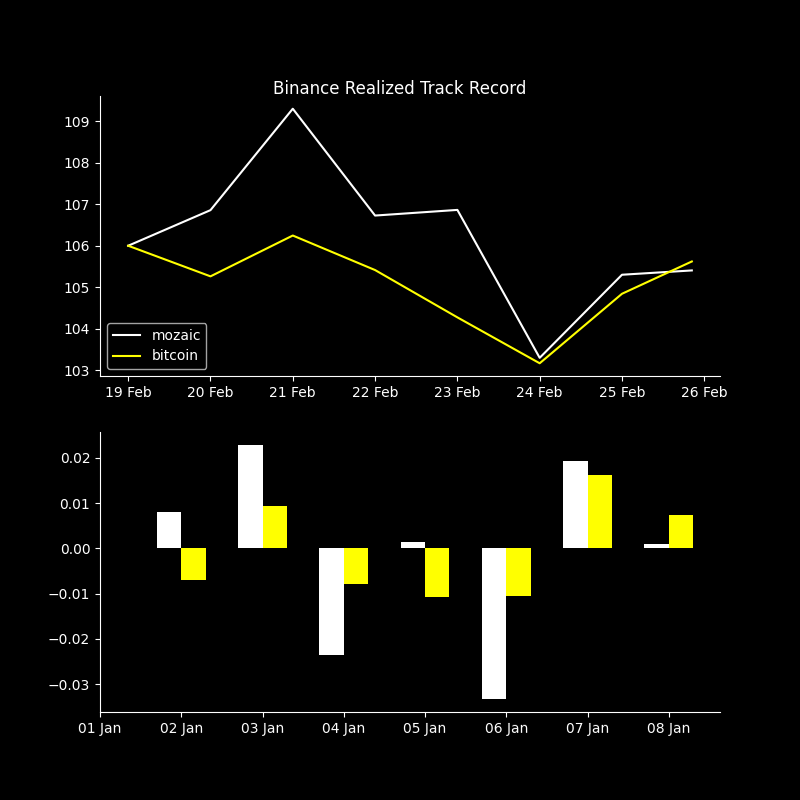 Binance Realized Track Record
109
108
107
106
105
104
103
mozaic
bitcoin
19 Feb 20 Feb 21 Feb 22 Feb 23 Feb 24 Feb 25 Feb 26 Feb
0.02
0.01
0.00
−0.01
−0.02
−0.03
01 Jan 02 Jan 03 Jan 04 Jan 05 Jan 06 Jan 07 Jan 08 Jan